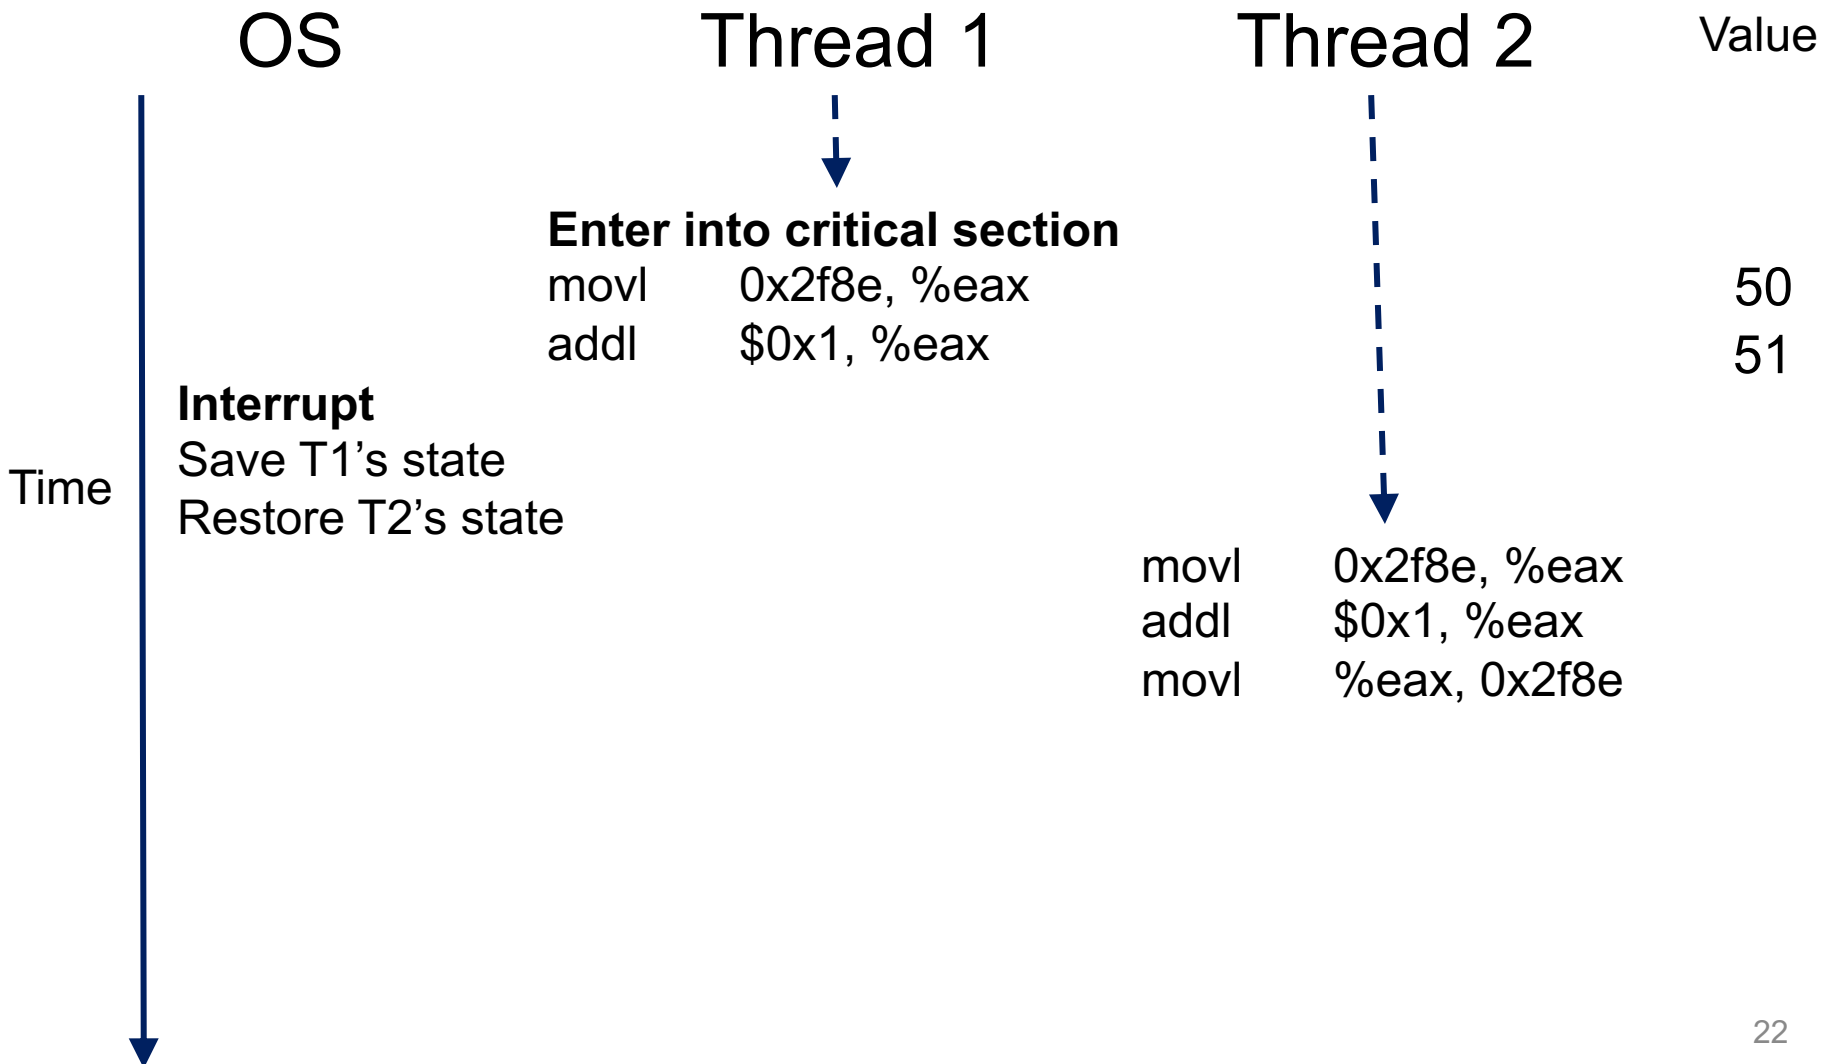 OS Thread 1 Thread 2 Value
Enter into critical section
movl 0x2f8e, %eax 50
addl $0x1, %eax 51
Interrupt
Save T1’s state
Time
Restore T2’s state
movl 0x2f8e, %eax
addl $0x1, %eax
movl %eax, 0x2f8e
22